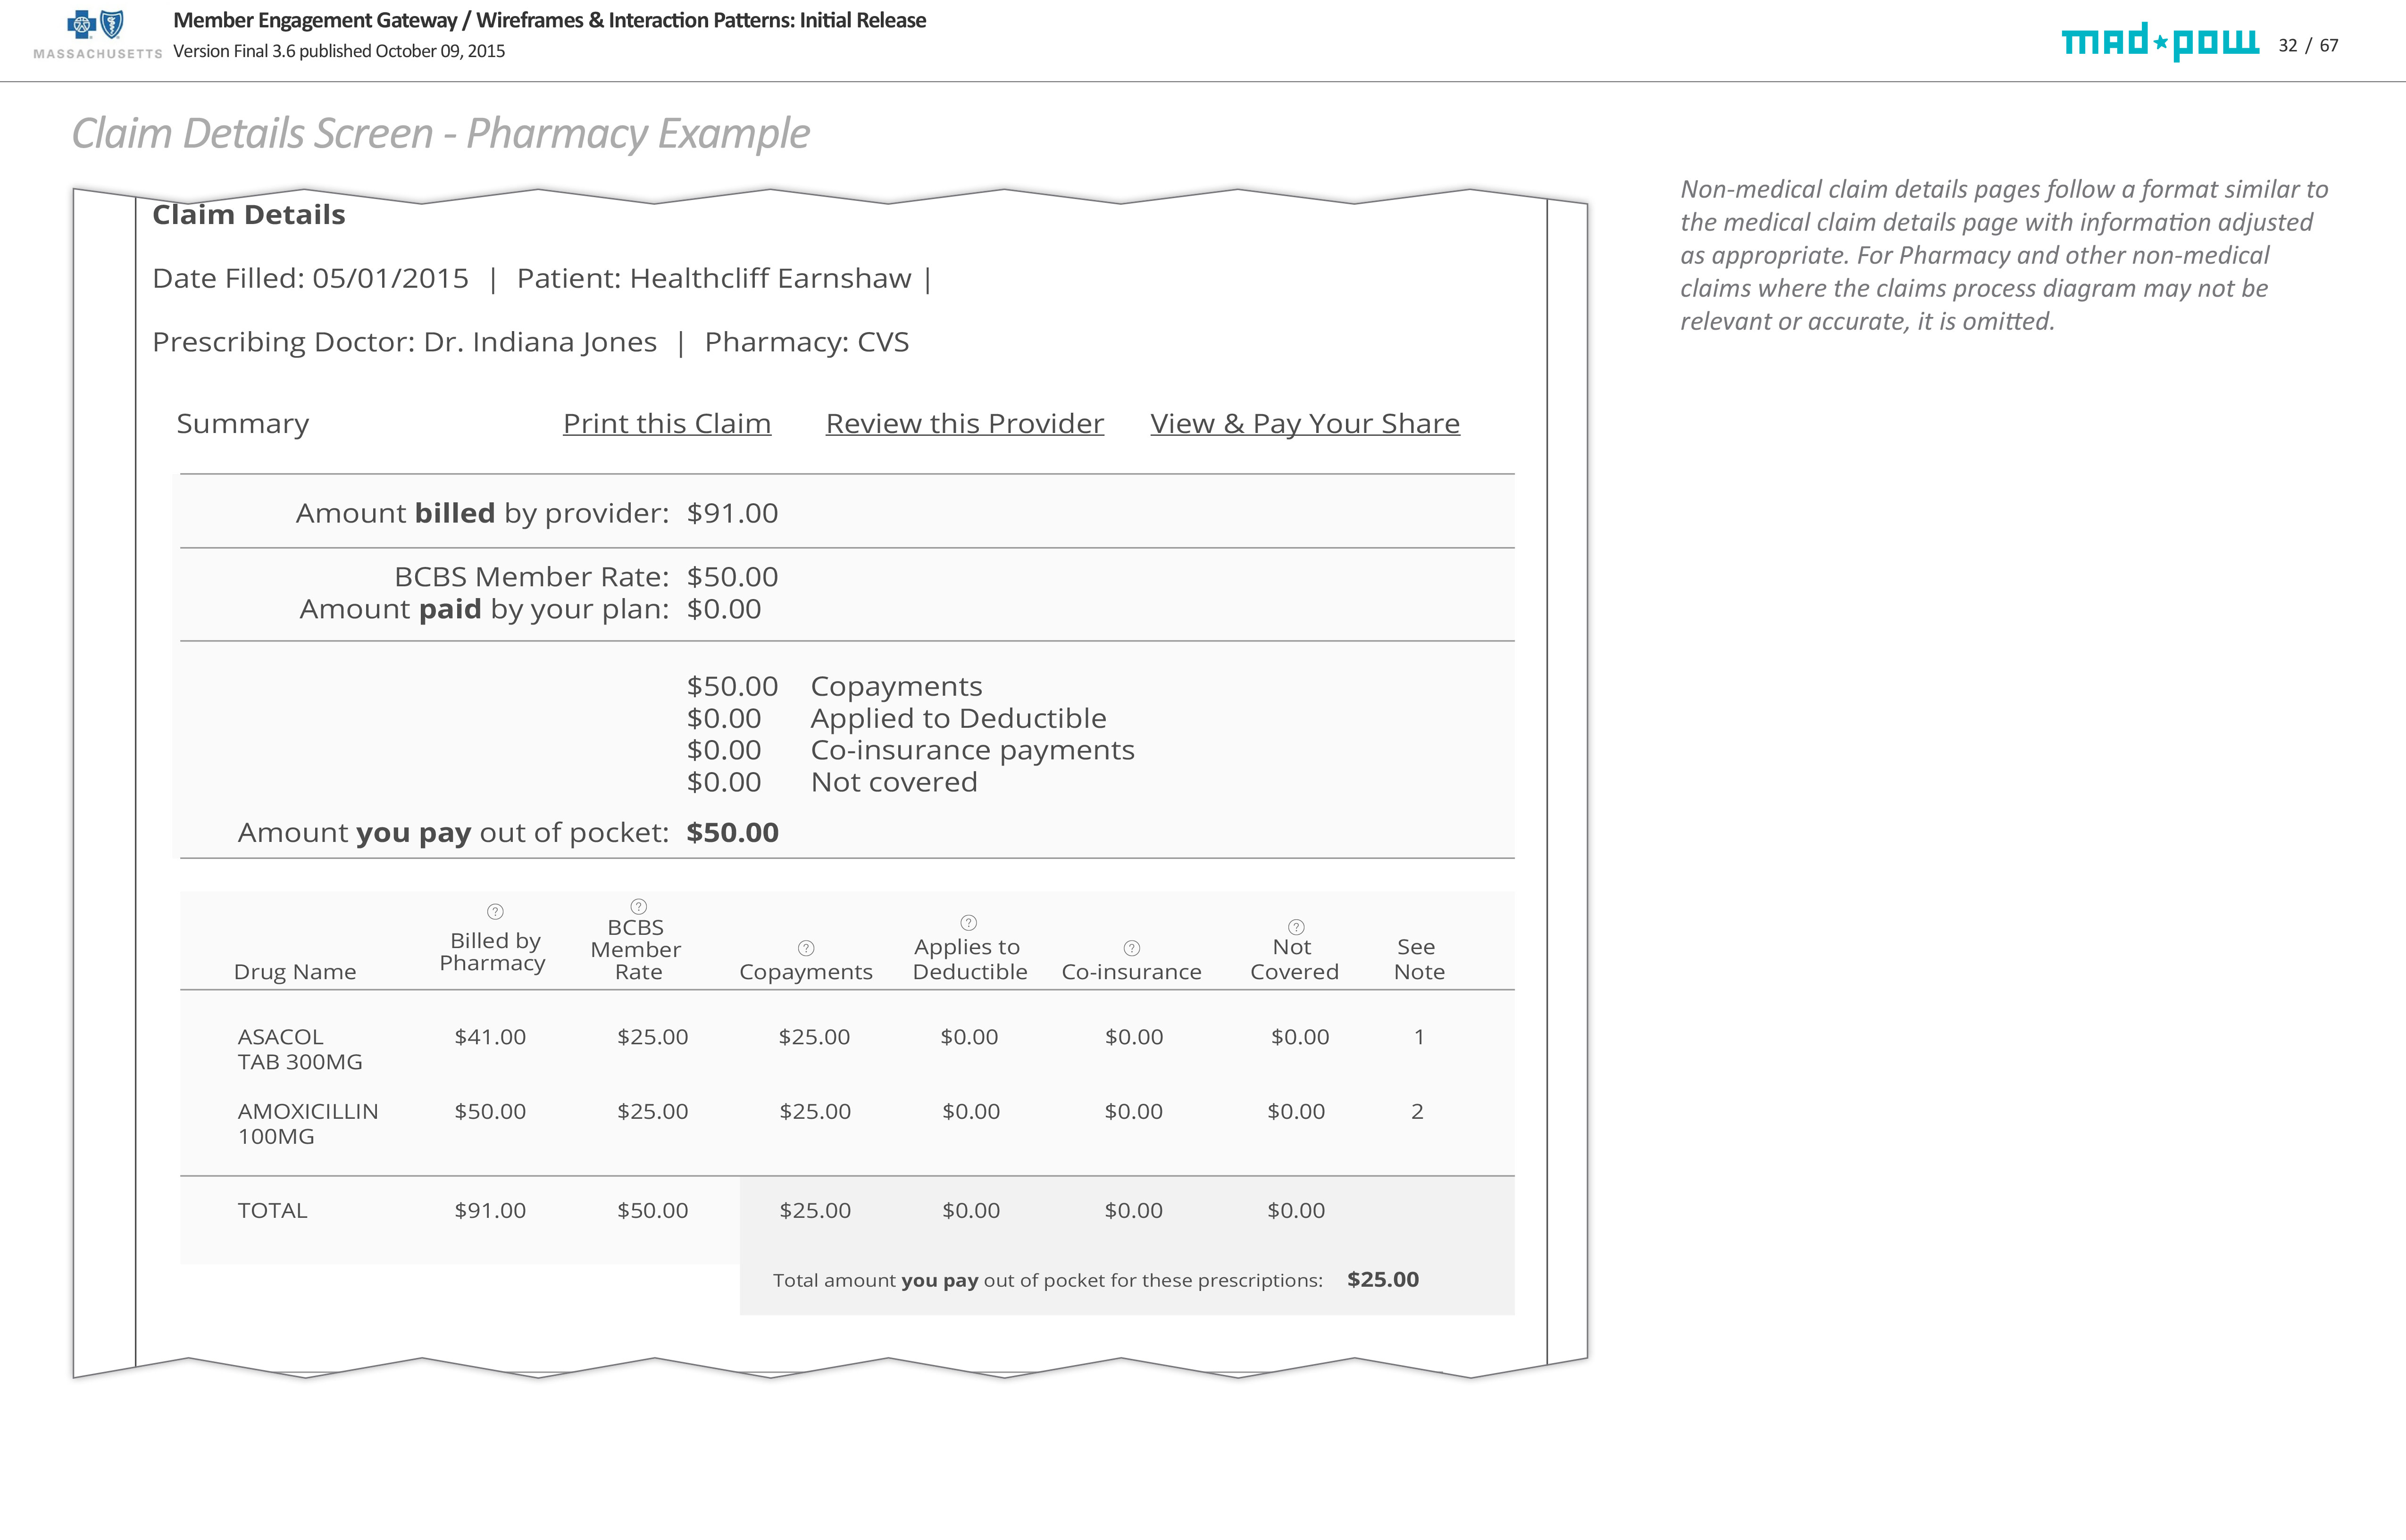 Member Engagement Gateway / Wireframes & Interaction Patterns: Initial Release
MASSACHUSETTS
Version Final 3.6 published October 09, 2015
mad*pow
32 / 67
Claim Details Screen - Pharmacy Example
Non-medical claim details pages follow a format similar to
the medical claim details page with information adjusted
as appropriate. For Pharmacy and other non-medical
claims where the claims process diagram may not be
relevant or accurate, it is omitted.
Claim Details
Date Filled: 05/01/2015 | Patient: Healthcliff Earnshaw |
Prescribing Doctor: Dr. Indiana Jones | Pharmacy: CVS
Summary Print this Claim Review this Provider View & Pay Your Share
Amount billed by provider: $91.00
BCBS Member Rate: $50.00
Amount paid by your plan: $0.00
$50.00 Copayments
$0.00 Applied to Deductible
$0.00 Co-insurance payments
$0.00 Not covered
Amount you pay out of pocket: $50.00
Drug Name
? Billed by
Pharmacy
? BCBS
Member
Rate
? Copayments
? Applies to
Deductible
? Co-insurance
? Not
Covered
See
Note
ASACOL $41.00 $25.00 $25.00 $0.00 $0.00 $0.00 1
TAB 300MG
AMOXICILLIN $50.00 $25.00 $25.00 $0.00 $0.00 $0.00 2
100MG
TOTAL $91.00 $50.00 $25.00 $0.00 $0.00 $0.00
Total amount you pay out of pocket for these prescriptions: $25.00